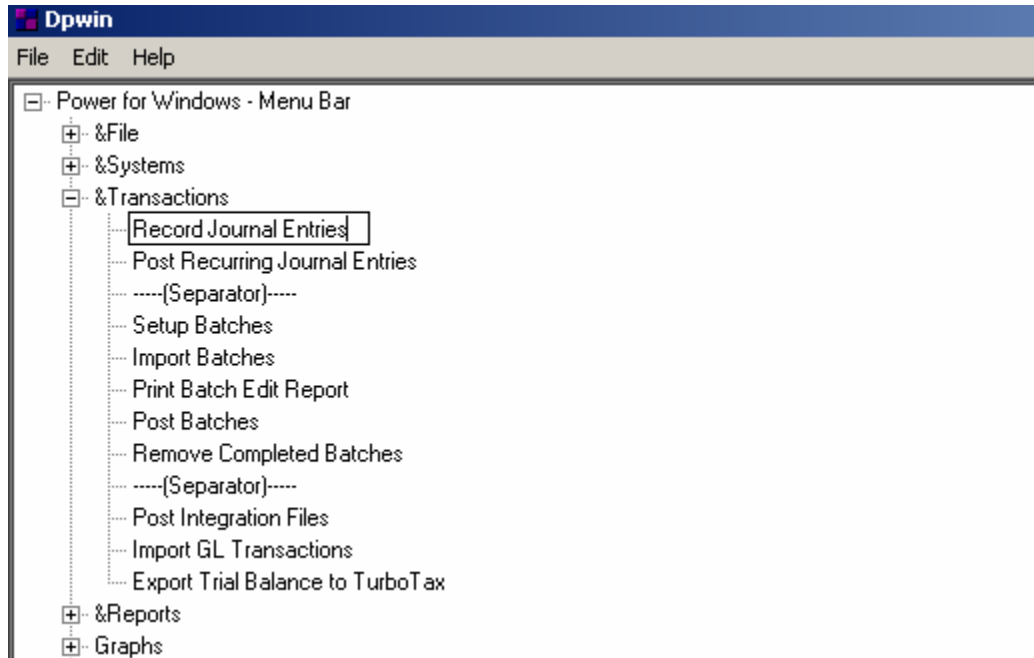 Dpwin
File Edit Help
Power for Windows - Menu Bar
&File
&Systems
&Transactions
Record Journal Entries
Post Recurring Journal Entries
-----(Separator)-----
Setup Batches
Import Batches
Print Batch Edit Report
Post Batches
Remove Completed Batches
-----(Separator)-----
Post Integration Files
Import GL Transactions
Export Trial Balance to TurboTax
&Reports
Graphs